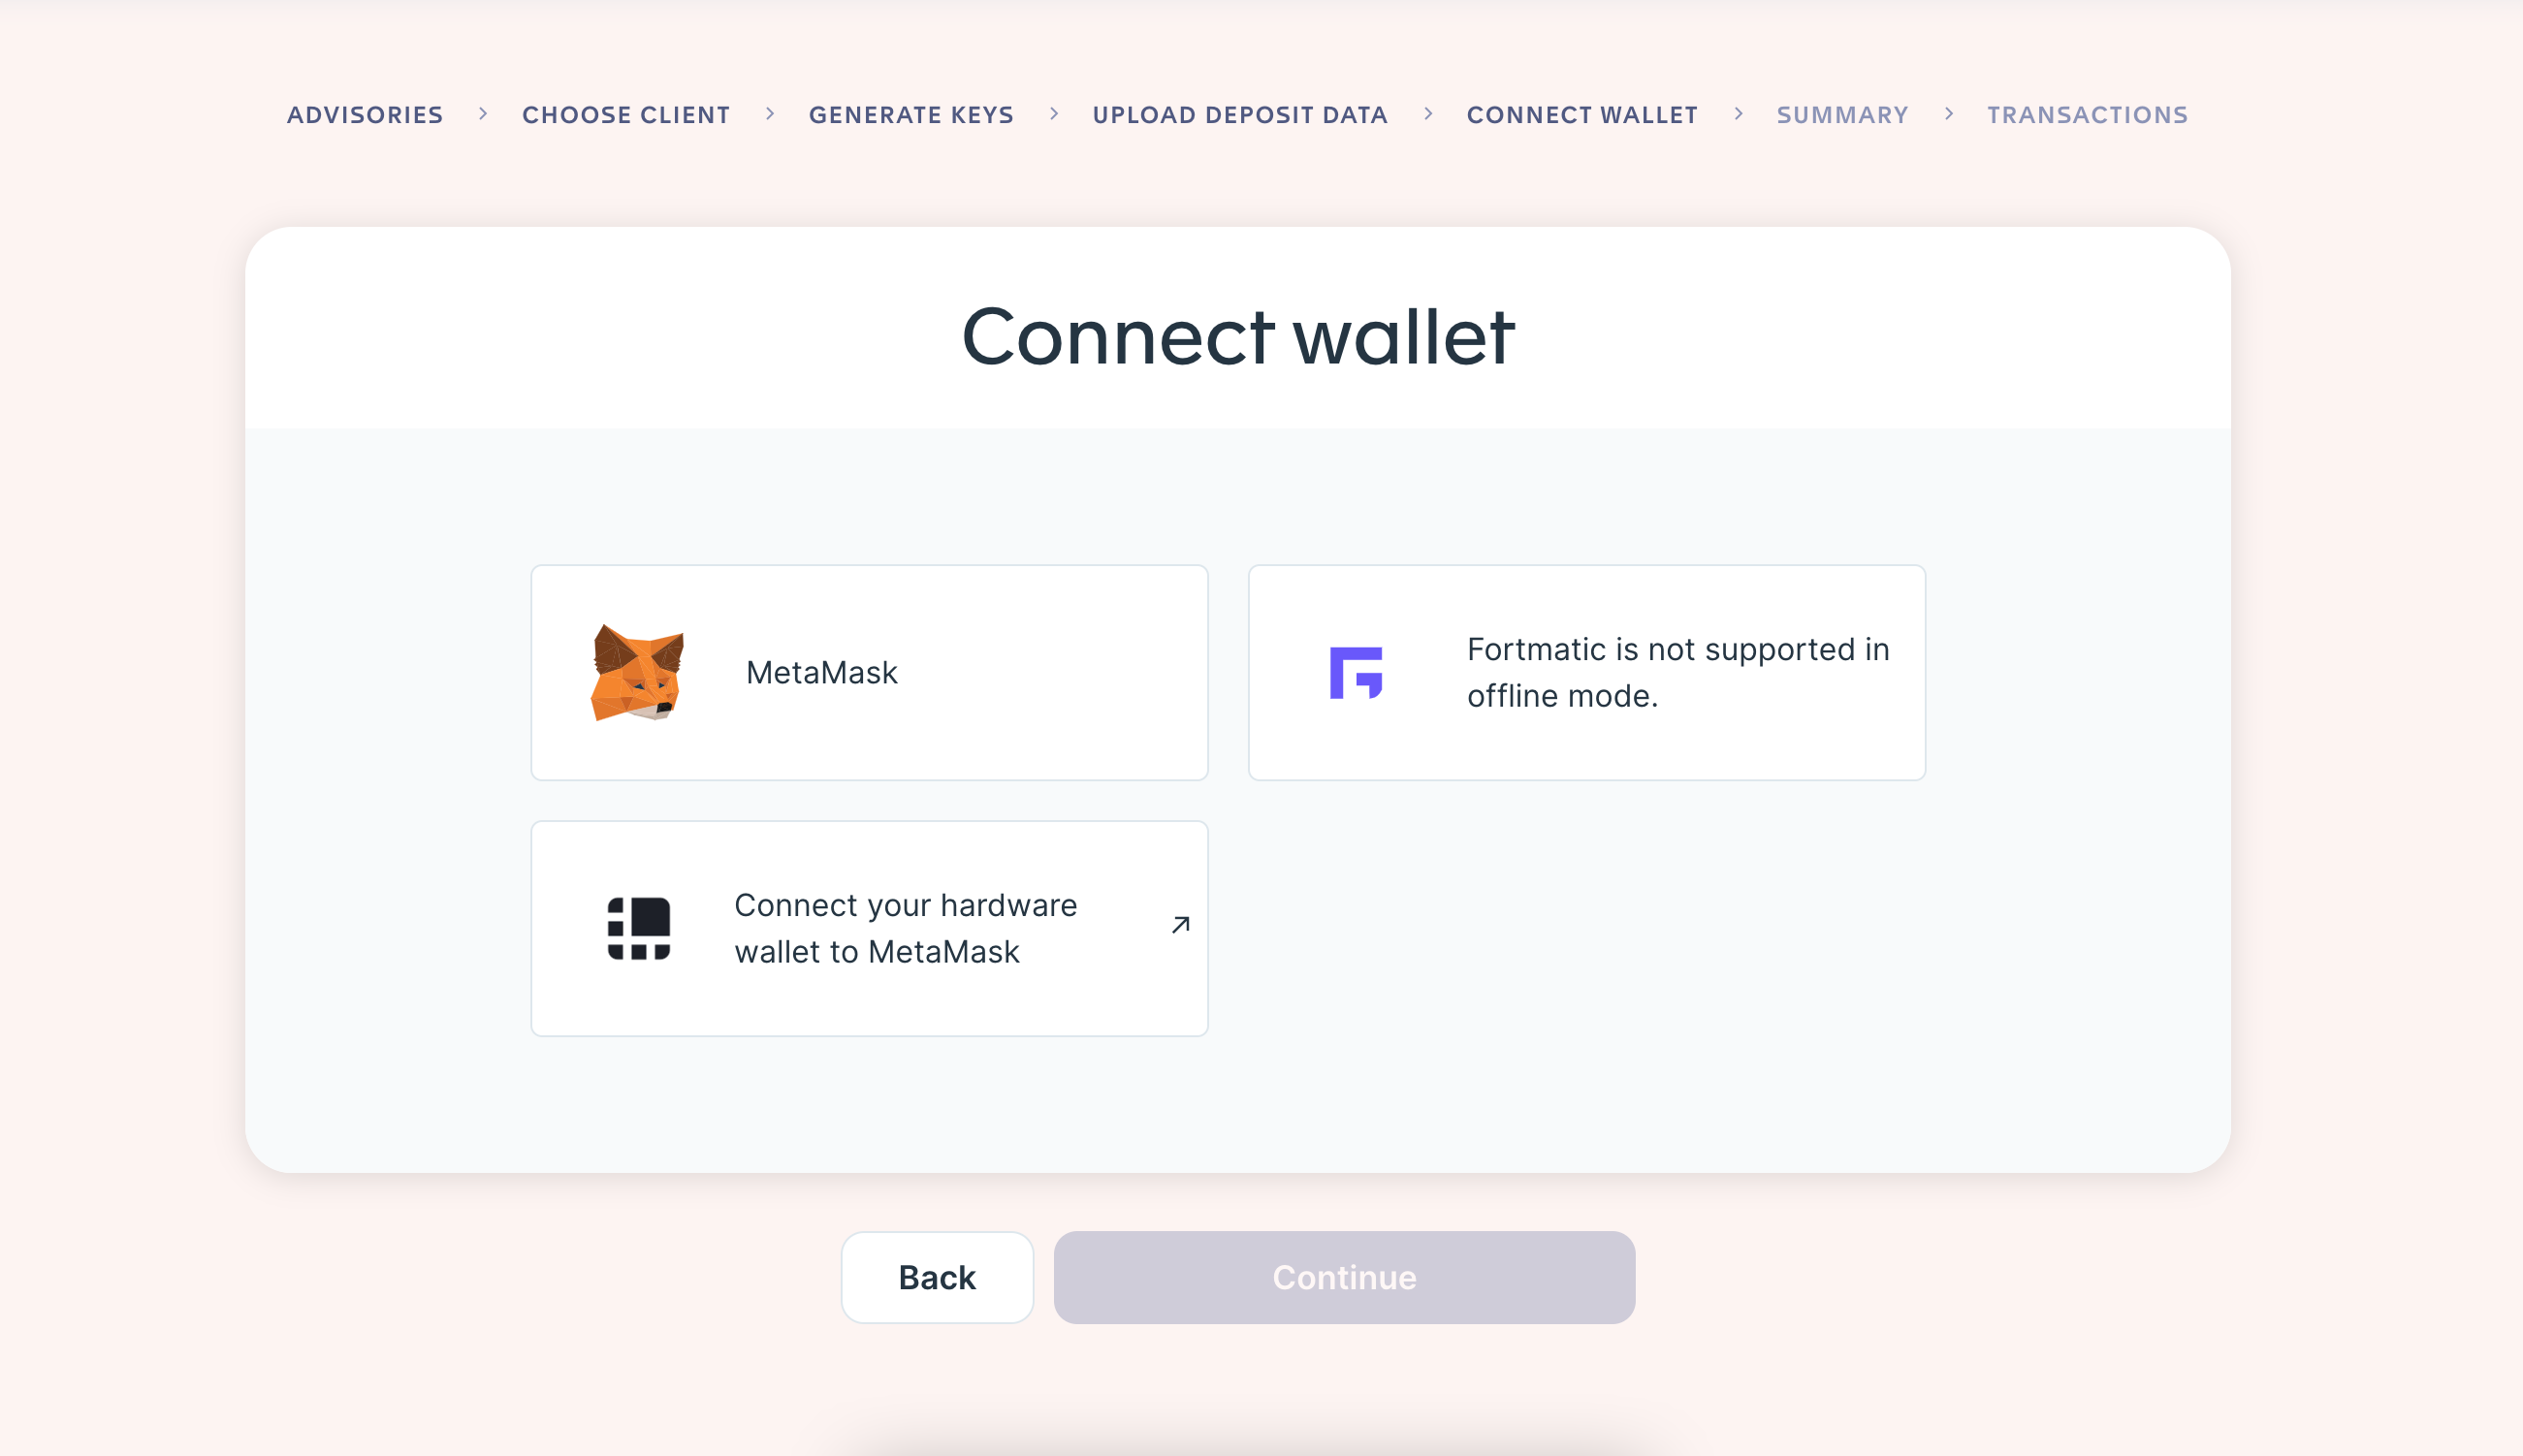 ADVISORIES > CHOOSE CLIENT > GENERATE KEYS > UPLOAD DEPOSIT DATA > CONNECT WALLET > SUMMARY > TRANSACTIONS
Connect wallet
MetaMask
Fortmatic is not supported in
offline mode.
Connect your hardware
wallet to MetaMask
Back
Continue